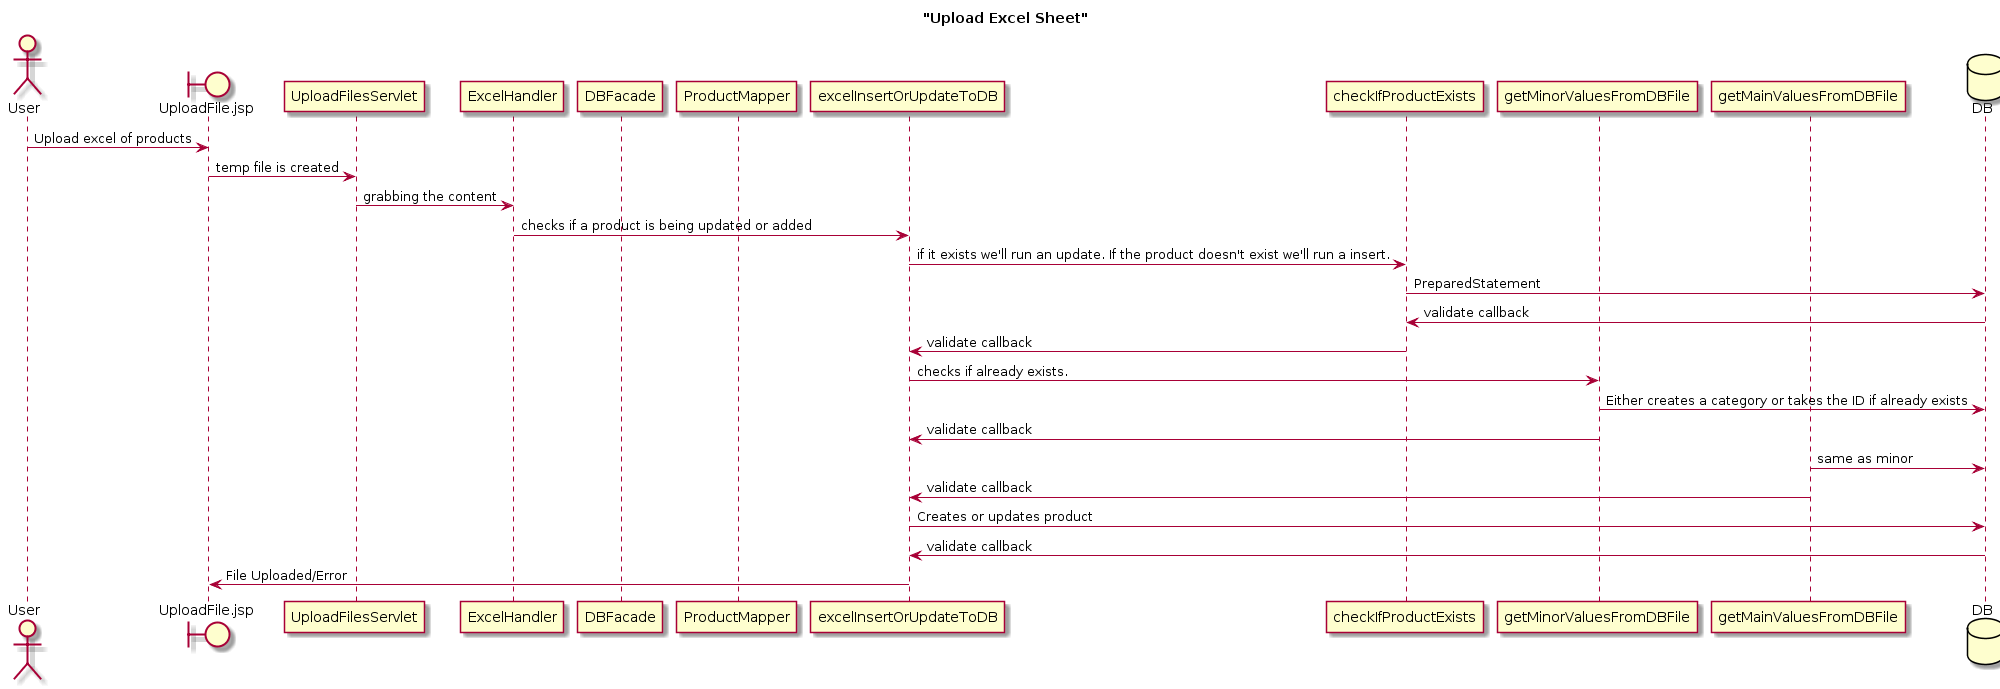 "Upload Excel Sheet"
User
UploadFile.jsp
UploadFilesServlet
ExcelHandler
DBFacade
ProductMapper
excelInsertOrUpdateToDB
checkIfProductExists
getMinorValuesFromDBFile
getMainValuesFromDBFile
DB
Upload excel of products
temp file is created
grabbing the content
checks if a product is being updated or added
if it exists we'll run an update. If the product doesn't exist we'll run a insert.
PreparedStatement
validate callback
validate callback
checks if already exists.
Either creates a category or takes the ID if already exists
validate callback
same as minor
validate callback
Creates or updates product
validate callback
File Uploaded/Error
User
UploadFile.jsp
UploadFilesServlet
ExcelHandler
DBFacade
ProductMapper
excelInsertOrUpdateToDB
checkIfProductExists
getMinorValuesFromDBFile
getMainValuesFromDBFile
DB